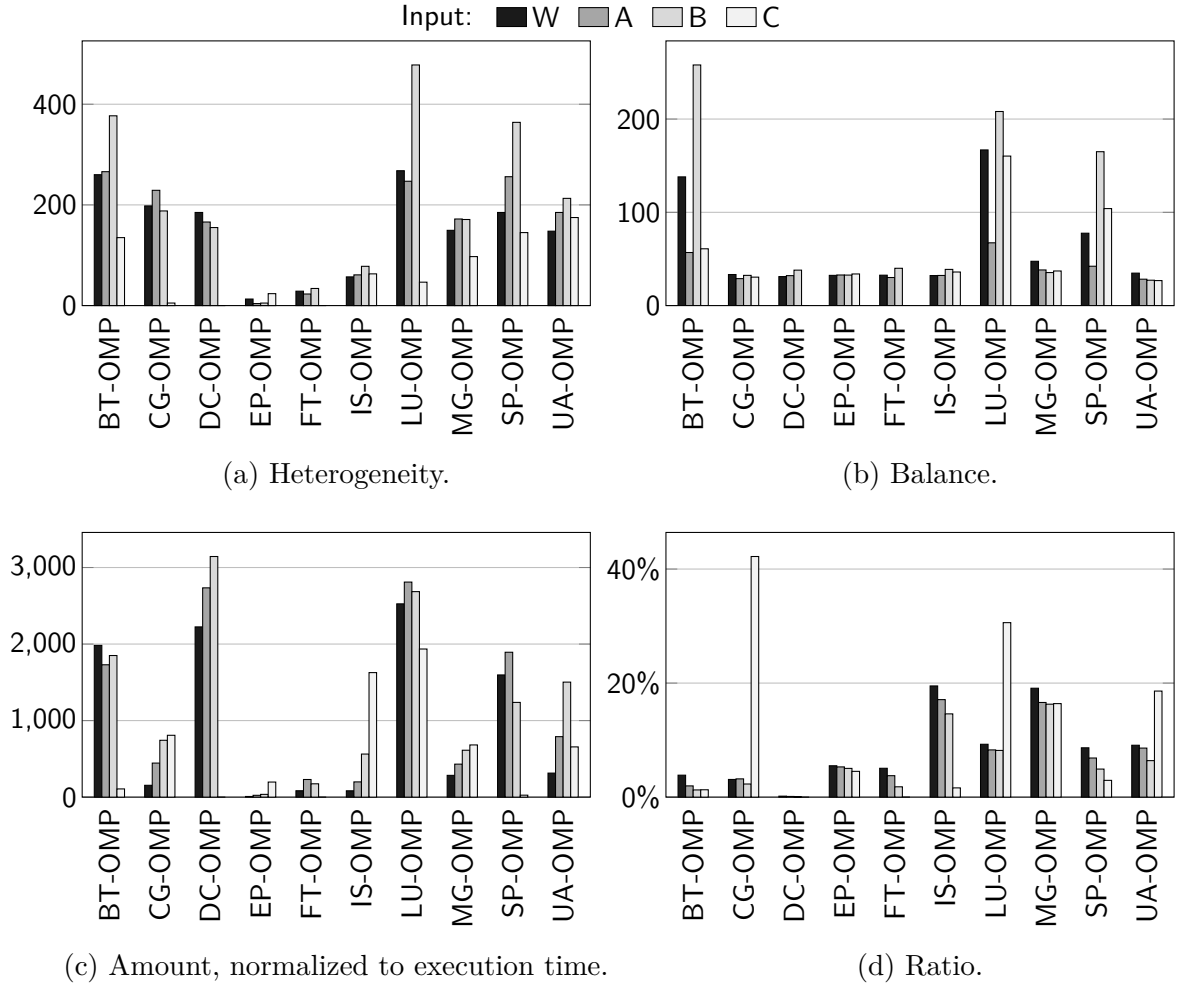 Input: W A B C
400
200
0
BT-OMP
CG-OMP
DC-OMP
EP-OMP
FT-OMP
IS-OMP
LU-OMP
MG-OMP
SP-OMP
UA-OMP
(a) Heterogeneity.
200
100
0
BT-OMP
CG-OMP
DC-OMP
EP-OMP
FT-OMP
IS-OMP
LU-OMP
MG-OMP
SP-OMP
UA-OMP
(b) Balance.
3,000
2,000
1,000
0
BT-OMP
CG-OMP
DC-OMP
EP-OMP
FT-OMP
IS-OMP
LU-OMP
MG-OMP
SP-OMP
UA-OMP
(c) Amount, normalized to execution time.
40%
20%
0%
BT-OMP
CG-OMP
DC-OMP
EP-OMP
FT-OMP
IS-OMP
LU-OMP
MG-OMP
SP-OMP
UA-OMP
(d) Ratio.